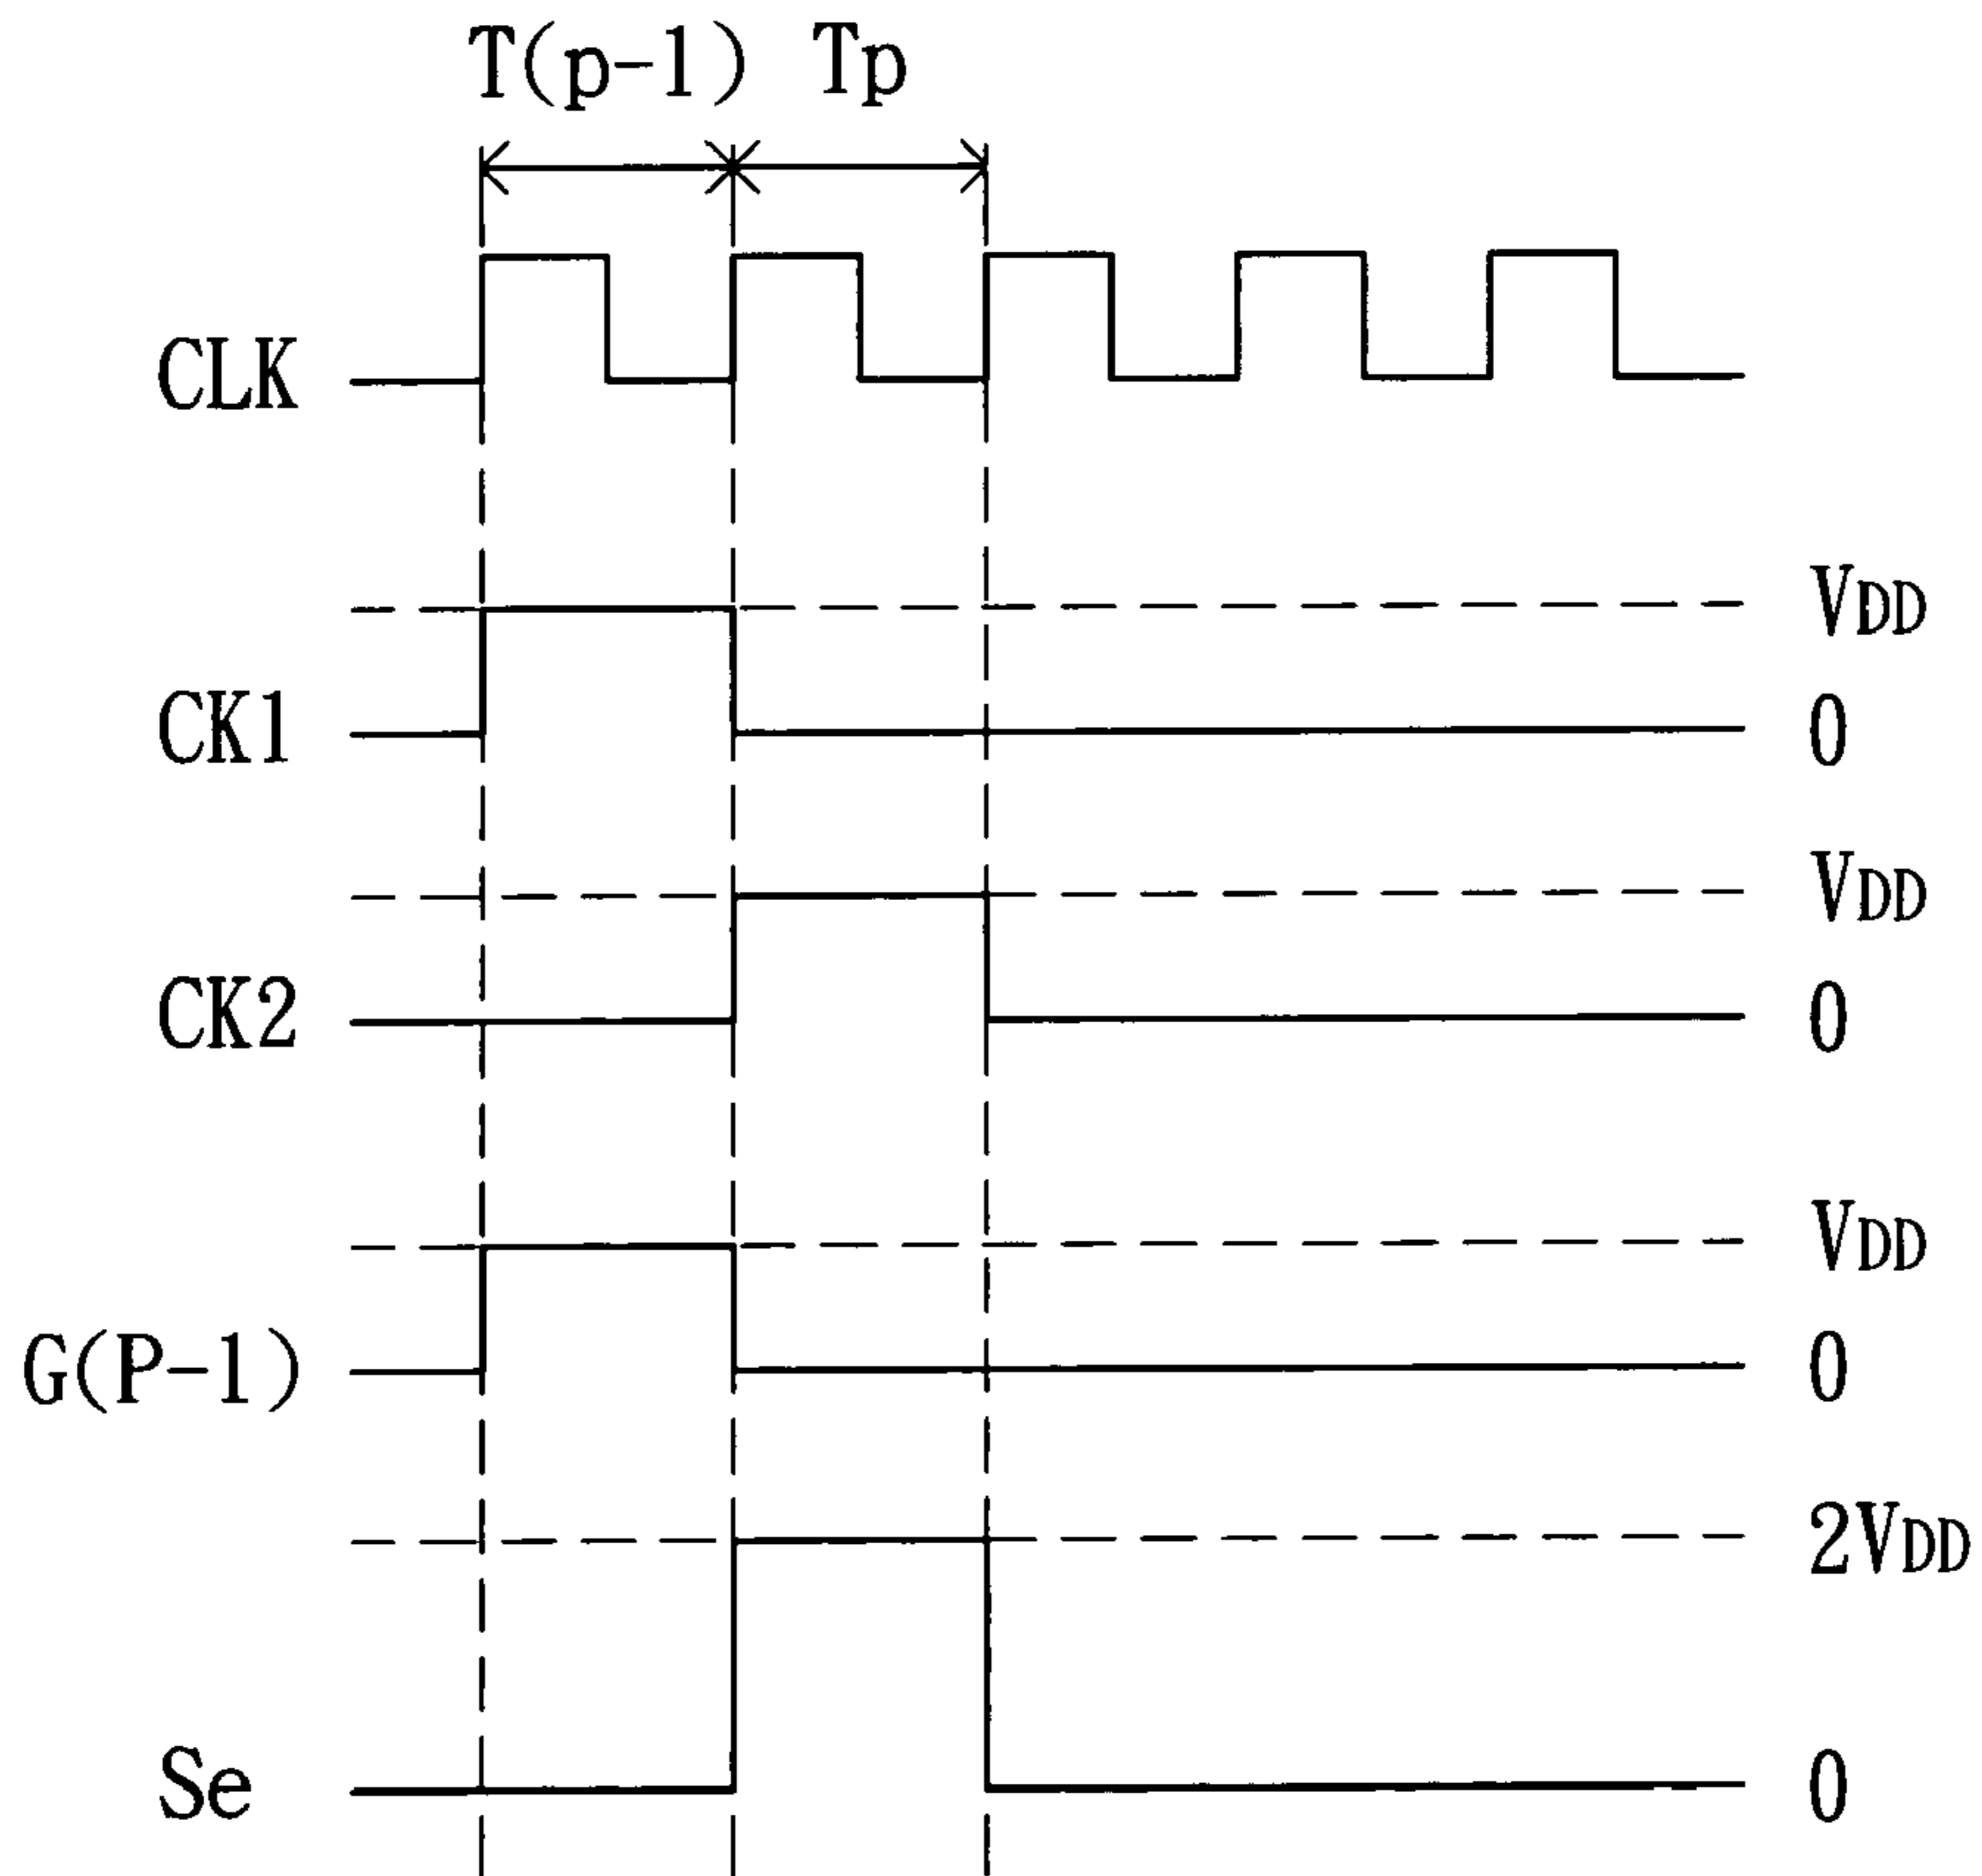 T(p-1) Tp
CLK
VDD
CK1 0
VDD
CK2 0
VDD
G(P-1) 0
2VDD
Se 0